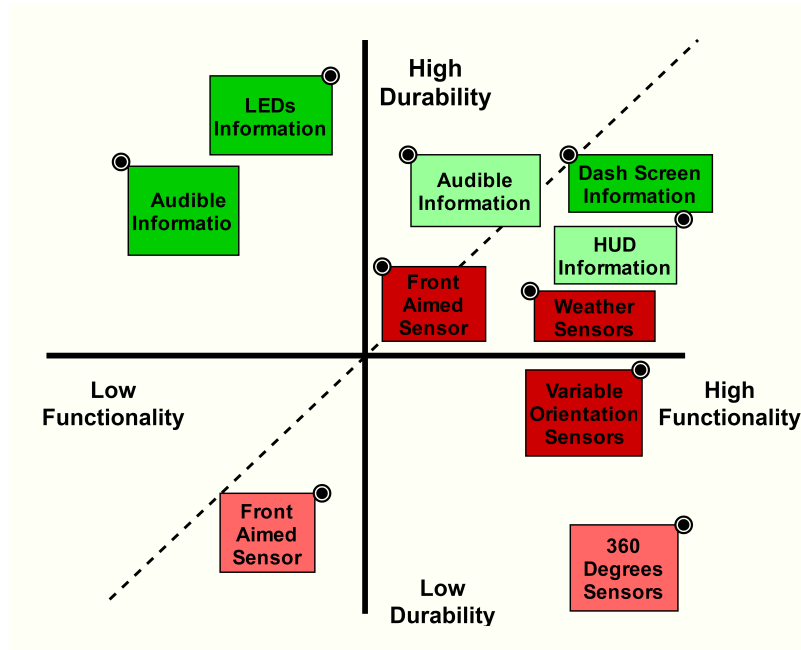 High
Durability
LEDs
Information
Audible
Informatio
Audible
Information
Dash Screen
Information
HUD
Information
Front
Aimed
Sensor
Weather
Sensors
Low
Functionality
High
Functionality
Variable
Orientation
Sensors
Front
Aimed
Sensor
360
Degrees
Sensors
Low
Durability